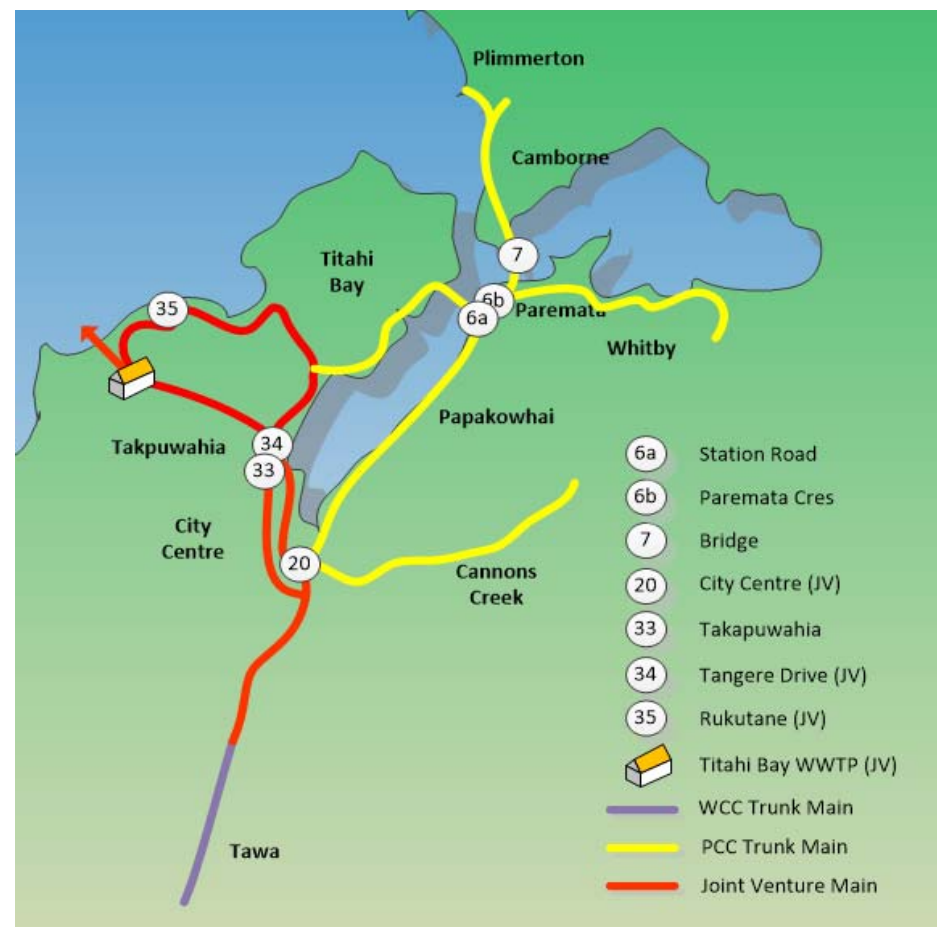 Plimmerton
Camborne
7
Titahi
Bay
6b
6a
Paremata
35
Whitby
Papakowhai
Takpuwahia
34
33
City
Centre
20
Cannons
Creek
Tawa
6a Station Road
6b Paremata Cres
7 Bridge
20 City Centre (JV)
33 Takapuwahia
34 Tangere Drive (JV)
35 Rukutane (JV)
Titahi Bay WWTP (JV)
WCC Trunk Main
PCC Trunk Main
Joint Venture Main